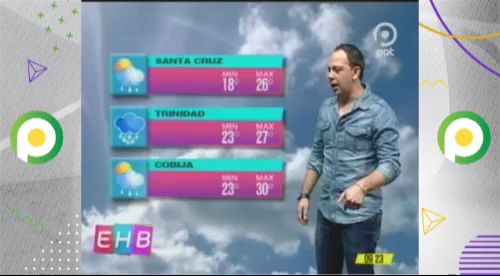 pat
SANTA CRUZ
MIN MAX
18° 26°
TRINIDAD
MIN MAX
23° 27°
COBIJA
MIN MAX
23° 30°
EHB
09 23